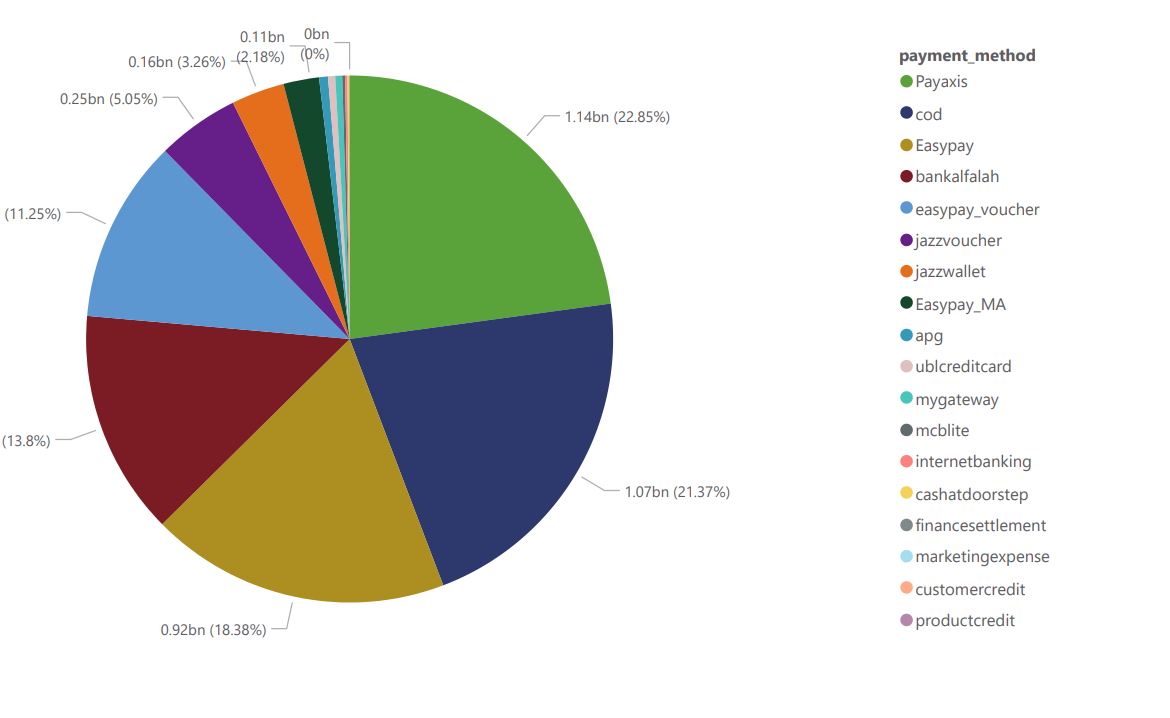 0.11bn
(2.18%)
0bn
(0%)
0.16bn (3.26%)
0.25bn (5.05%)
1.14bn (22.85%)
(11.25%)
(13.8%)
1.07bn (21.37%)
0.92bn (18.38%)
payment_method
Payaxis
cod
Easypay
bankalfalah
easypay_voucher
jazzvoucher
jazzwallet
Easypay_MA
apg
ublcreditcard
mygateway
mcblite
internetbanking
cashatdoorstep
financesettlement
marketingexpense
customercredit
productcredit